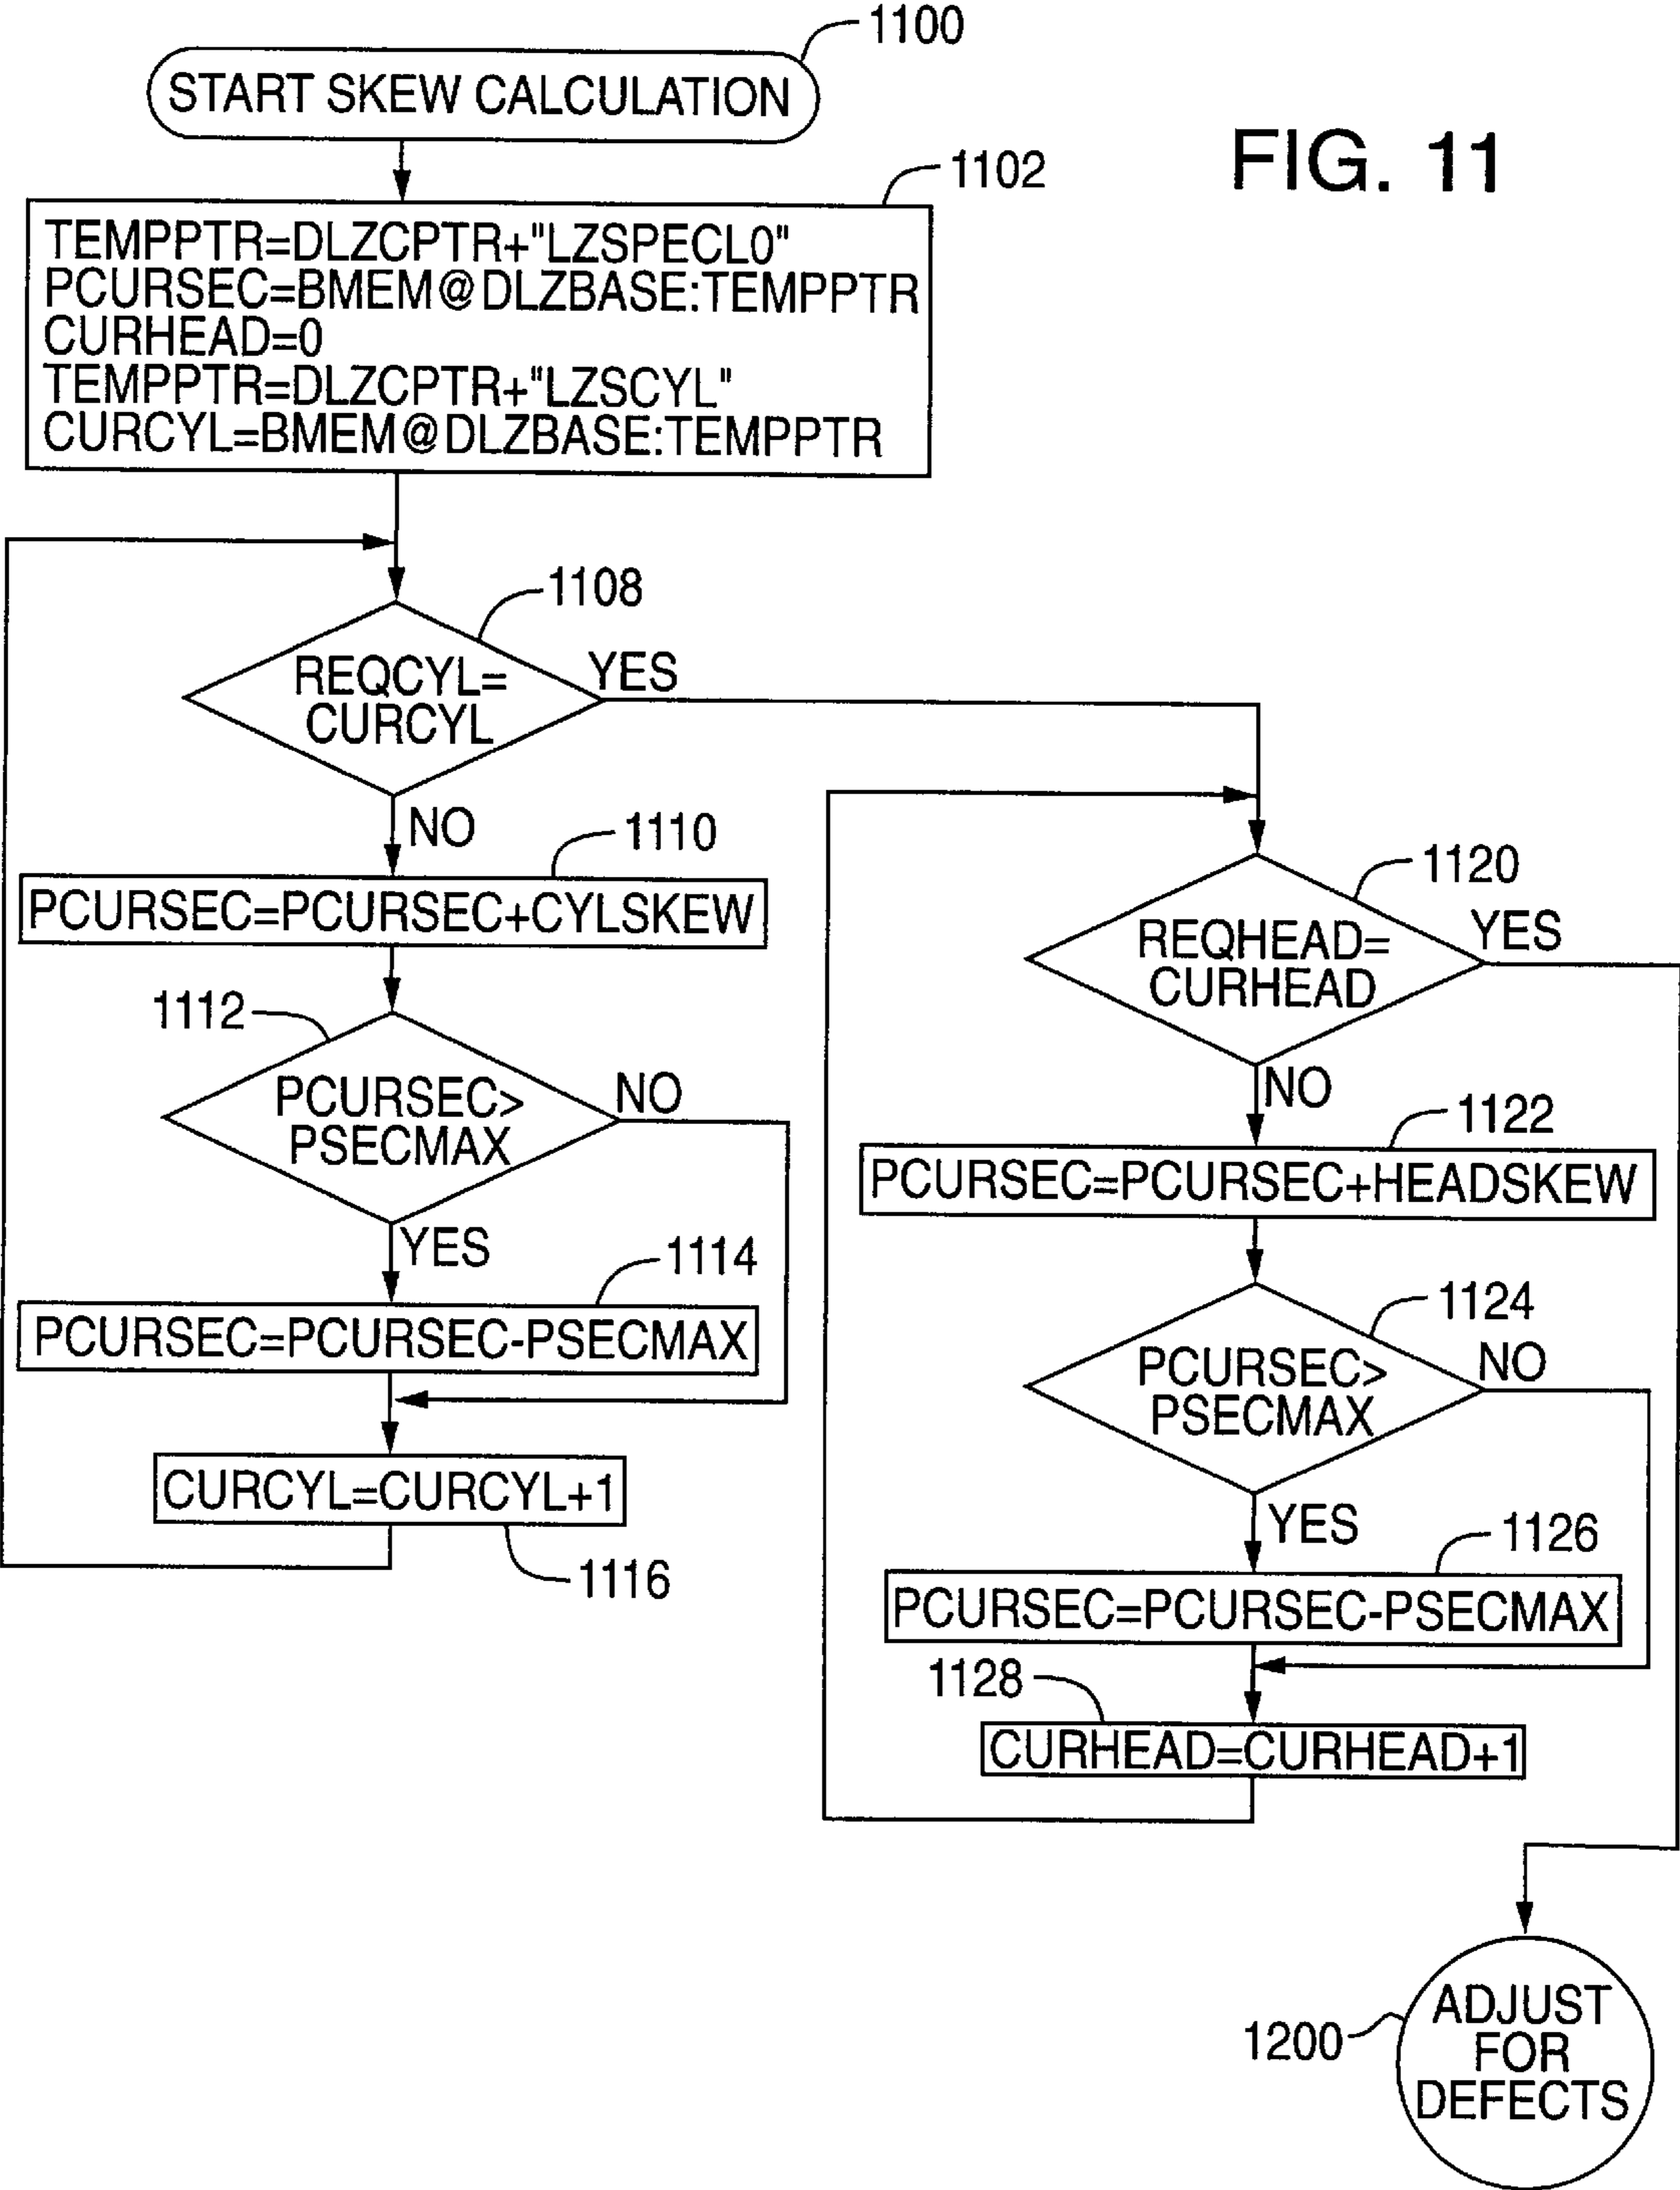 1100
START SKEW CALCULATION
FIG. 11
1102
TEMPPTR=DLZCPTR+"LZSPECL0"
PCURSEC=BMEM@DLZBASE:TEMPPTR
CURHEAD=0
TEMPPTR=DLZCPTR+"LZSCYL"
CURCYL=BMEM@DLZBASE:TEMPPTR
1108
REQCYL=
CURCYL
YES
NO
1110
PCURSEC=PCURSEC+CYLSKEW
1112
PCURSEC>
PSECMAX
NO
YES
1114
PCURSEC=PCURSEC-PSECMAX
CURCYL=CURCYL+1
1116
1120
REQHEAD=
CURHEAD
YES
NO
1122
PCURSEC=PCURSEC+HEADSKEW
1124
PCURSEC>
PSECMAX
NO
YES
1126
PCURSEC=PCURSEC-PSECMAX
1128
CURHEAD=CURHEAD+1
1200
ADJUST
FOR
DEFECTS